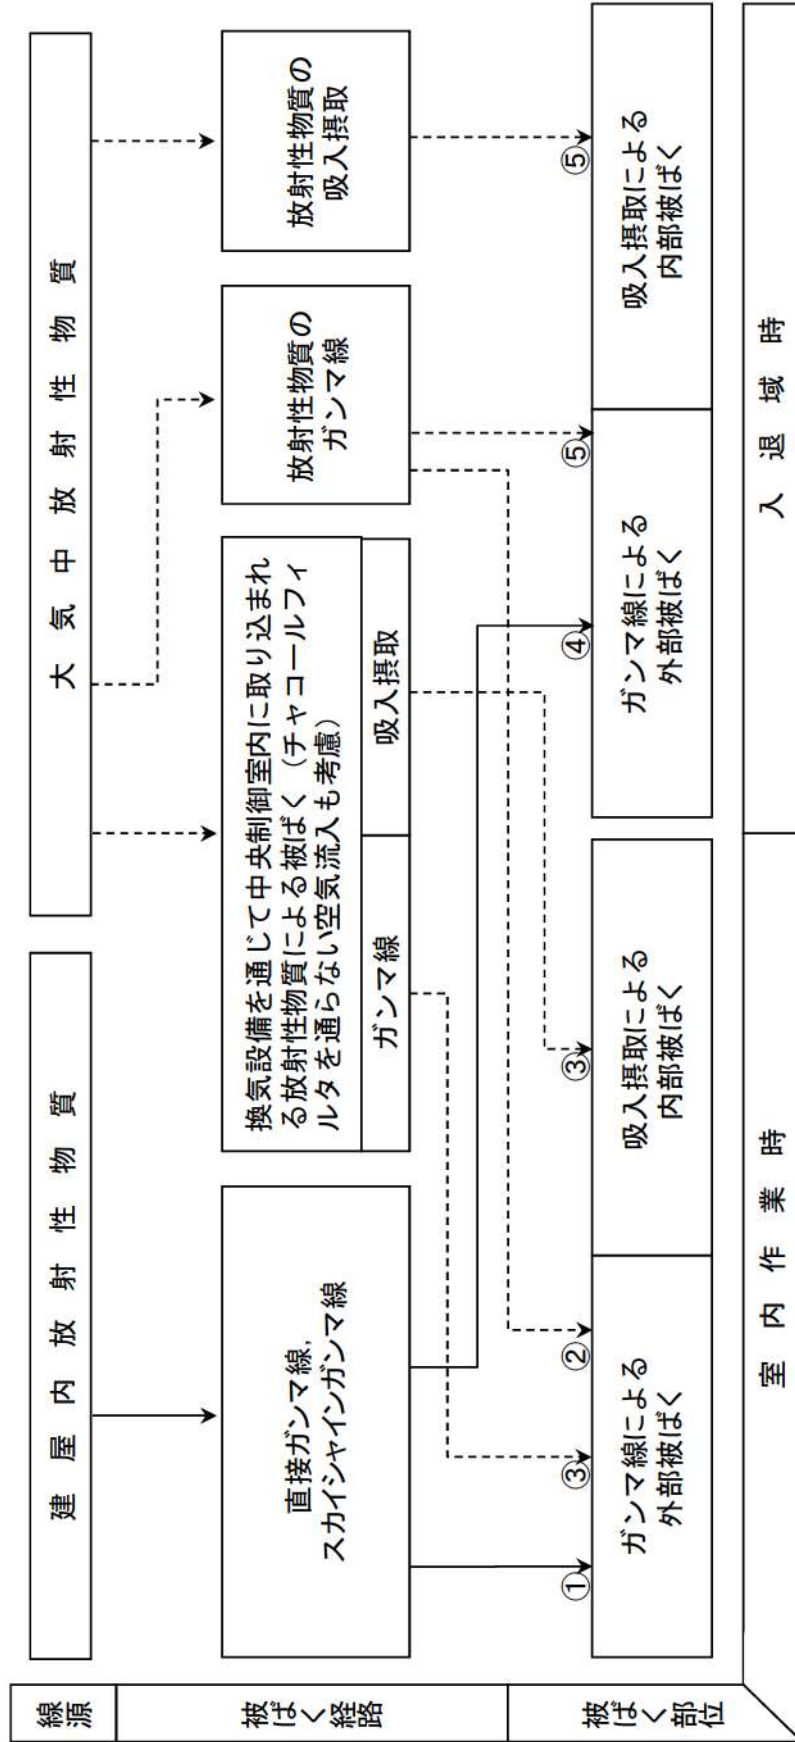 線
源
建屋内放射性物質
大気中放射性物質
被ばく経路
直接ガンマ線,
スカイシャインガンマ線
換気設備を通じて中央制御室内に取り込まれ
る放射性物質による被ばく（チャコールフィ
ルタを通らない空気流入も考慮）
ガンマ線
吸入摂取
放射性物質の
ガンマ線
放射性物質の
吸入摂取
被ばく部位
①
③
②
③
④
⑤
⑤
ガンマ線による
外部被ばく
吸入摂取による
内部被ばく
ガンマ線による
外部被ばく
吸入摂取による
内部被ばく
室内作業時
入退域時